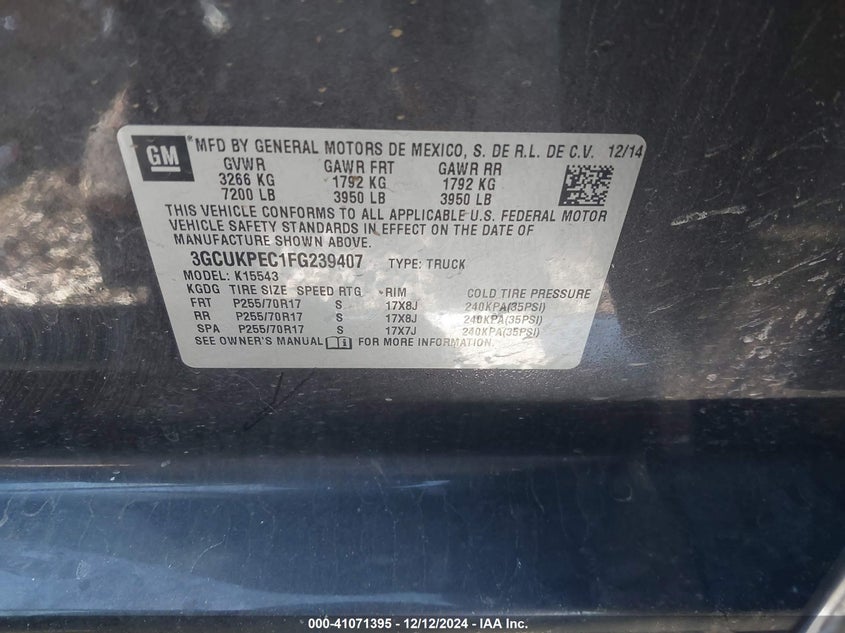 GM
MFD BY GENERAL MOTORS DE MEXICO, S. DE R.L. DE C.V. 12/14
GVWR GAWR FRT GAWR RR
3266 KG 1792 KG 1792 KG
7200 LB 3950 LB 3950 LB
THIS VEHICLE CONFORMS TO ALL APPLICABLE U.S. FEDERAL MOTOR
VEHICLE SAFETY STANDARDS IN EFFECT ON THE DATE OF
MANUFACTURE SHOWN ABOVE.
3GCUKPEC1FG239407 TYPE: TRUCK
MODEL: K15543
KGDG TIRE SIZE SPEED RTG RIM COLD TIRE PRESSURE
FRT P255/70R17 S 17X8J 240KPA(35PSI)
RR P255/70R17 S 17X8J 240KPA(35PSI)
SPA P255/70R17 S 17X7J 240KPA(35PSI)
SEE OWNER'S MANUAL FOR MORE INFORMATION.
000-41071395 - 12/12/2024 - IAA Inc.